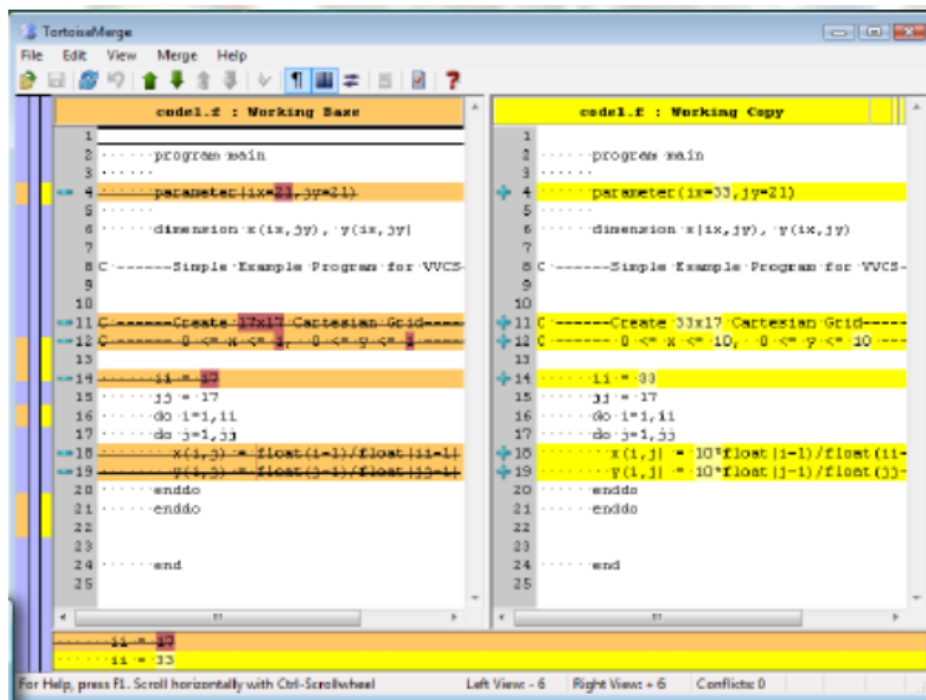 TortoiseMerge
File Edit View Merge Help
code1.f : Working Base
1
2 ······program main
3 ······
4 ······parameter(ix=21,jy=21)
5 ······
6 ······dimension x(ix,jy), y(ix,jy)
7
8 C ------Simple Example Program for VVCS-
9
10
11 C ------Create 17x17 Cartesian Grid-----
12 C ------ 0 <= x <= 1, 0 <= y <= 1
13
14 ······ii = 17
15 ······jj = 17
16 ······do i=1,ii
17 ······do j=1,jj
18 ········x(i,j) = float(i-1)/float(ii-1)
19 ········y(i,j) = float(j-1)/float(jj-1)
20 ······enddo
21 ······enddo
22
23
24 ······end
25
code1.f : Working Copy
1
2 ······program main
3 ······
4 ······parameter(ix=33,jy=21)
5 ······
6 ······dimension x(ix,jy), y(ix,jy)
7
8 C ------Simple Example Program for VVCS-
9
10
11 C ------Create 33x17 Cartesian Grid-----
12 C ------ 0 <= x <= 10, 0 <= y <= 10 ----
13
14 ······ii = 33
15 ······jj = 17
16 ······do i=1,ii
17 ······do j=1,jj
18 ········x(i,j) = 10*float(i-1)/float(ii-
19 ········y(i,j) = 10*float(j-1)/float(jj-
20 ······enddo
21 ······enddo
22
23
24 ······end
25
······ii = 17
······ii = 33
For Help, press F1. Scroll horizontally with Ctrl-Scrollwheel Left View: - 6 Right View: + 6 Conflicts: 0